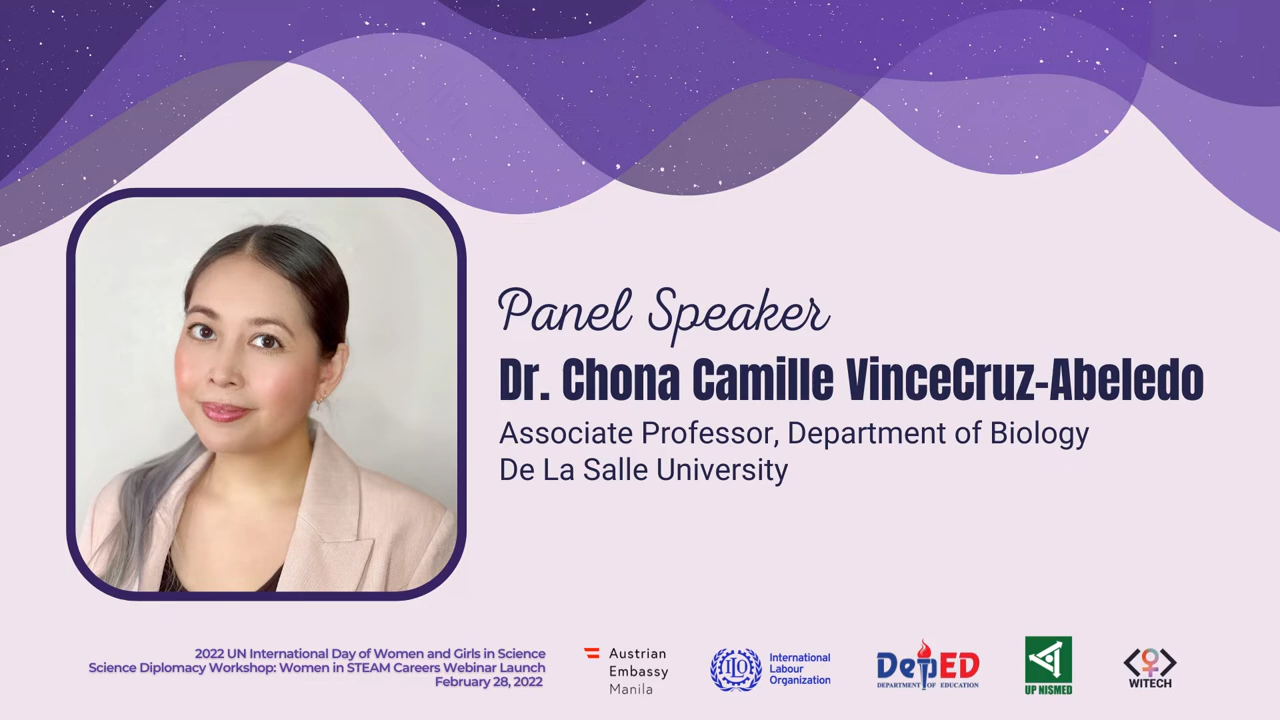 Panel Speaker
Dr. Chona Camille VinceCruz-Abeledo
Associate Professor, Department of Biology
De La Salle University
2022 UN International Day of Women and Girls in Science
Science Diplomacy Workshop: Women in STEAM Careers Webinar Launch
February 28, 2022
Austrian
Embassy
Manila
ILO
International
Labour
Organization
DepED
DEPARTMENT OF EDUCATION
UP NISMED
WITECH